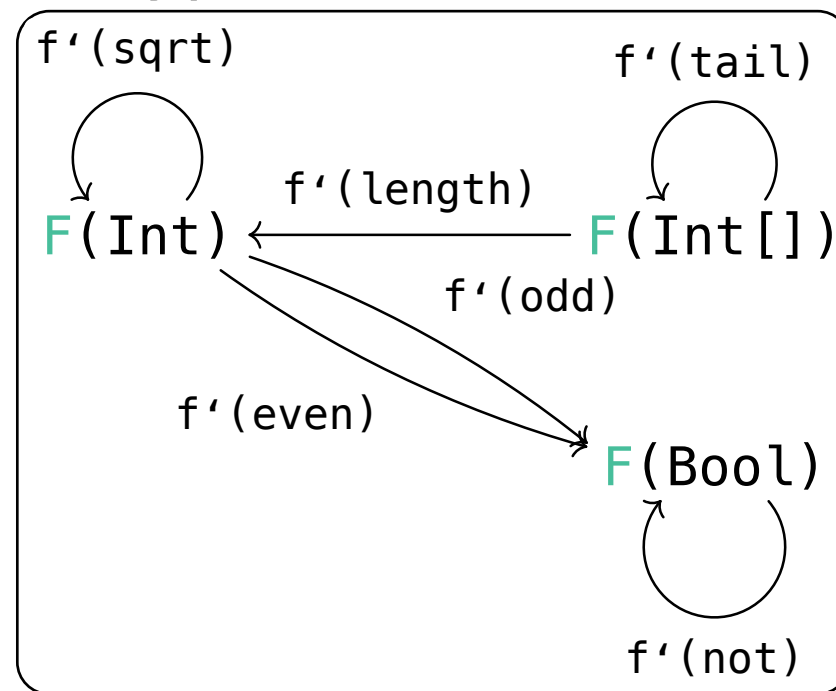 f‘(sqrt)
f‘(tail)
f‘(length)
F(Int)
F(Int[])
f‘(odd)
f‘(even)
F(Bool)
f‘(not)